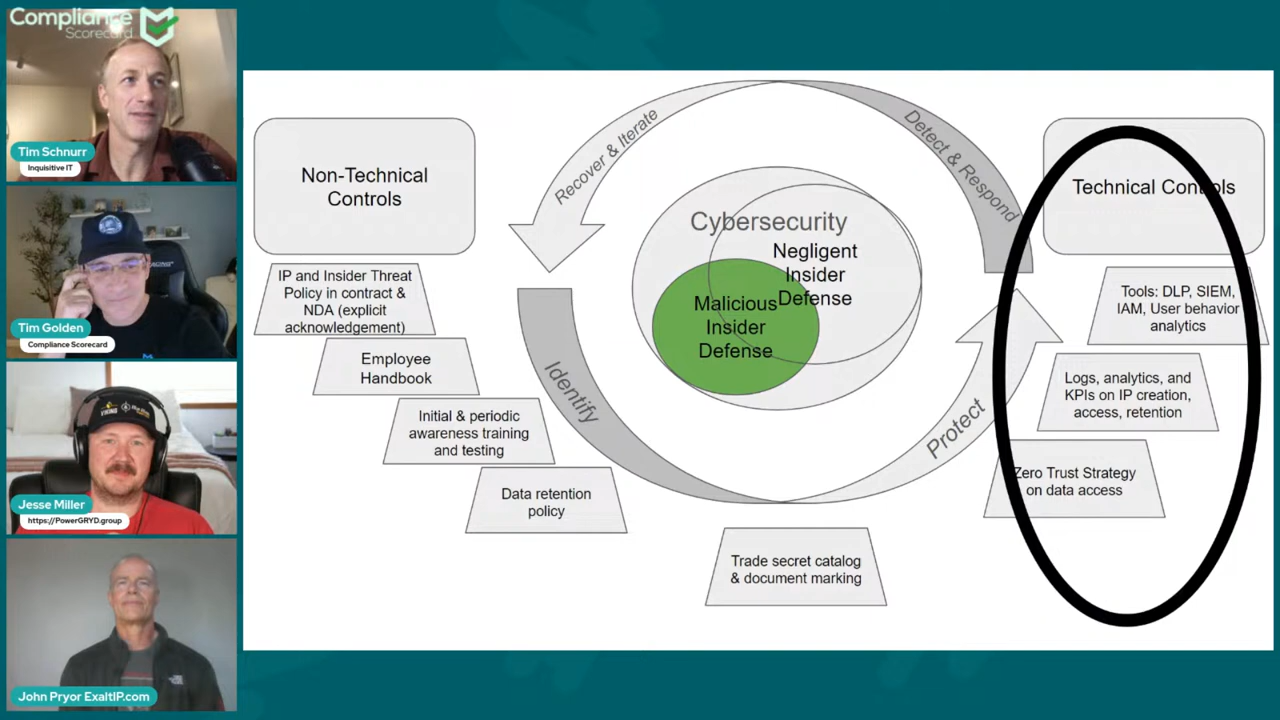 Compliance
Scorecard
Tim Schnurr
Inquisitive IT
Tim Golden
Compliance Scorecard
Jesse Miller
https://PowerGRYD.group
John Pryor ExaltIP.com
Non-Technical
Controls
IP and Insider Threat
Policy in contract &
NDA (explicit
acknowledgement)
Employee
Handbook
Initial & periodic
awareness training
and testing
Data retention
policy
Recover & Iterate
Detect & Respond
Identify
Protect
Cybersecurity
Negligent
Insider
Defense
Malicious
Insider
Defense
Trade secret catalog
& document marking
Technical Controls
Tools: DLP, SIEM,
IAM, User behavior
analytics
Logs, analytics, and
KPIs on IP creation,
access, retention
Zero Trust Strategy
on data access